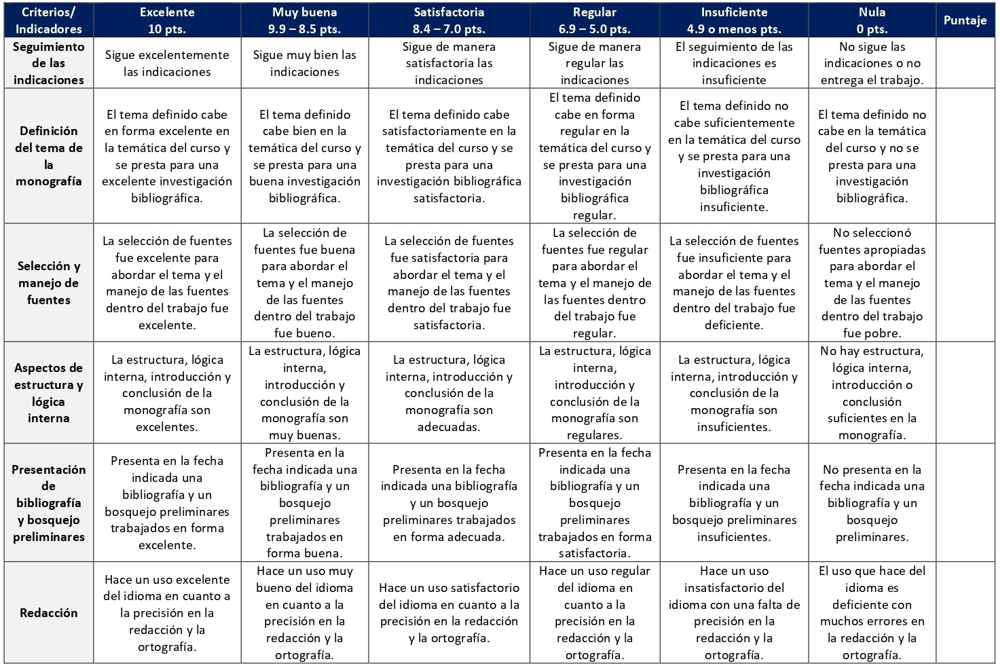 Criterios/
Indicadores
Excelente
10 pts.
Muy buena
9.9 – 8.5 pts.
Satisfactoria
8.4 – 7.0 pts.
Regular
6.9 – 5.0 pts.
Insuficiente
4.9 o menos pts.
Nula
0 pts.
Puntaje
Seguimiento
de las
indicaciones
Sigue excelentemente
las indicaciones
Sigue muy bien las
indicaciones
Sigue de manera
satisfactoria las
indicaciones
Sigue de manera
regular las
indicaciones
El seguimiento de las
indicaciones es
insuficiente
No sigue las
indicaciones o no
entrega el trabajo.
Definición
del tema de
la
monografía
El tema definido cabe
en forma excelente en
la temática del curso y
se presta para una
excelente investigación
bibliográfica.
El tema definido
cabe bien en la
temática del curso y
se presta para una
buena investigación
bibliográfica.
El tema definido cabe
satisfactoriamente en la
temática del curso y se
presta para una
investigación bibliográfica
satisfactoria.
El tema definido
cabe en forma
regular en la
temática del curso y
se presta para una
investigación
bibliográfica
regular.
El tema definido no
cabe suficientemente
en la temática del curso
y se presta para una
investigación
bibliográfica
insuficiente.
El tema definido no
cabe en la temática
del curso y no se
presta para una
investigación
bibliográfica.
Selección y
manejo de
fuentes
La selección de fuentes
fue excelente para
abordar el tema y el
manejo de las fuentes
dentro del trabajo fue
excelente.
La selección de
fuentes fue buena
para abordar el
tema y el manejo
de las fuentes
dentro del trabajo
fue bueno.
La selección de fuentes
fue satisfactoria para
abordar el tema y el
manejo de las fuentes
dentro del trabajo fue
satisfactoria.
La selección de
fuentes fue regular
para abordar el
tema y el manejo de
las fuentes dentro
del trabajo fue
regular.
La selección de fuentes
fue insuficiente para
abordar el tema y el
manejo de las fuentes
dentro del trabajo fue
deficiente.
No seleccionó
fuentes apropiadas
para abordar el
tema y el manejo
de las fuentes
dentro del trabajo
fue pobre.
Aspectos de
estructura y
lógica
interna
La estructura, lógica
interna, introducción y
conclusión de la
monografía son
excelentes.
La estructura, lógica
interna,
introducción y
conclusión de la
monografía son
muy buenas.
La estructura, lógica
interna, introducción y
conclusión de la
monografía son
adecuadas.
La estructura, lógica
interna,
introducción y
conclusión de la
monografía son
regulares.
La estructura, lógica
interna, introducción y
conclusión de la
monografía son
insuficientes.
No hay estructura,
lógica interna,
introducción o
conclusión
suficientes en la
monografía.
Presentación
de
bibliografía
y bosquejo
preliminares
Presenta en la fecha
indicada una
bibliografía y un
bosquejo preliminares
trabajados en forma
excelente.
Presenta en la
fecha indicada una
bibliografía y un
bosquejo
preliminares
trabajados en
forma buena.
Presenta en la fecha
indicada una bibliografía
y un bosquejo
preliminares trabajados
en forma adecuada.
Presenta en la fecha
indicada una
bibliografía y un
bosquejo
preliminares
trabajados en forma
satisfactoria.
Presenta en la fecha
indicada una
bibliografía y un
bosquejo preliminares
insuficientes.
No presenta en la
fecha indicada una
bibliografía y un
bosquejo
preliminares.
Redacción
Hace un uso excelente
del idioma en cuanto a
la precisión en la
redacción y la
ortografía.
Hace un uso muy
bueno del idioma
en cuanto a la
precisión en la
redacción y la
ortografía.
Hace un uso satisfactorio
del idioma en cuanto a la
precisión en la redacción
y la ortografía.
Hace un uso regular
del idioma en
cuanto a la
precisión en la
redacción y la
ortografía.
Hace un uso
insatisfactorio del
idioma con una falta de
precisión en la
redacción y la
ortografía.
El uso que hace del
idioma es
deficiente con
muchos errores en
la redacción y la
ortografía.